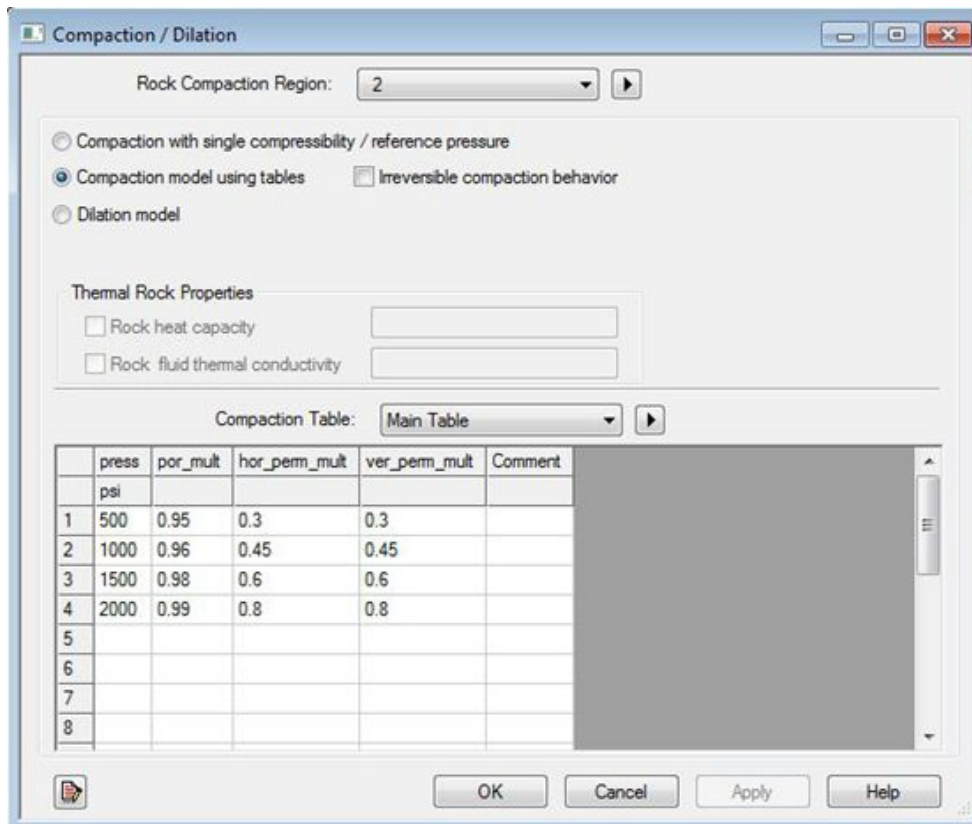 Compaction / Dilation
Rock Compaction Region: 2
Compaction with single compressibility / reference pressure
Compaction model using tables Irreversible compaction behavior
Dilation model
Thermal Rock Properties
Rock heat capacity
Rock fluid thermal conductivity
Compaction Table: Main Table
press por_mult hor_perm_mult ver_perm_mult Comment
psi
1 500 0.95 0.3 0.3
2 1000 0.96 0.45 0.45
3 1500 0.98 0.6 0.6
4 2000 0.99 0.8 0.8
5
6
7
8
OK Cancel Apply Help